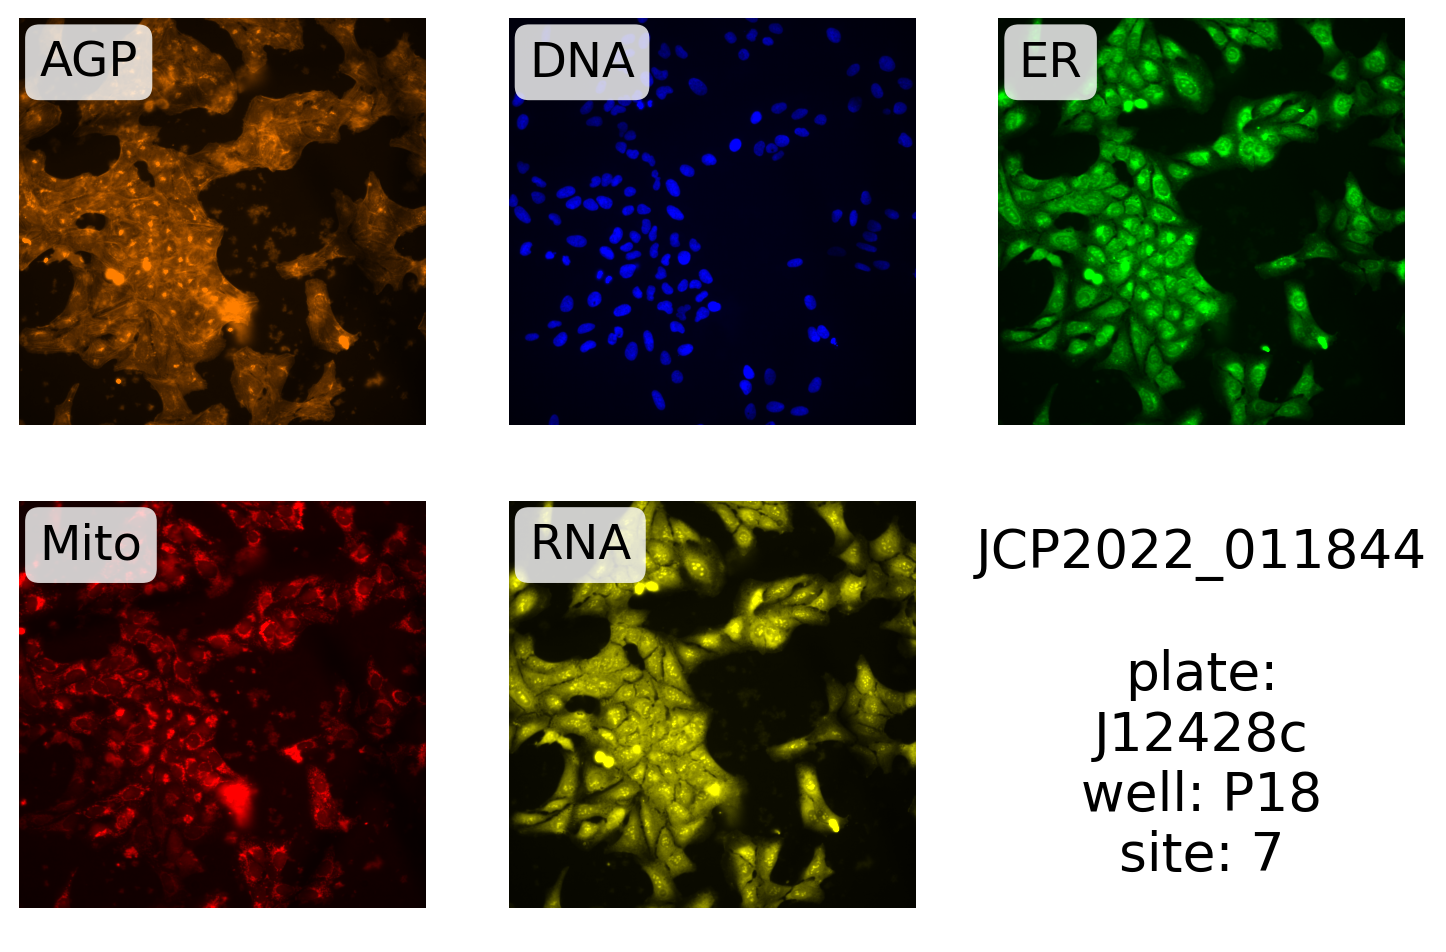 AGP
DNA
ER
Mito
RNA
JCP2022_011844
plate:
J12428c
well: P18
site: 7